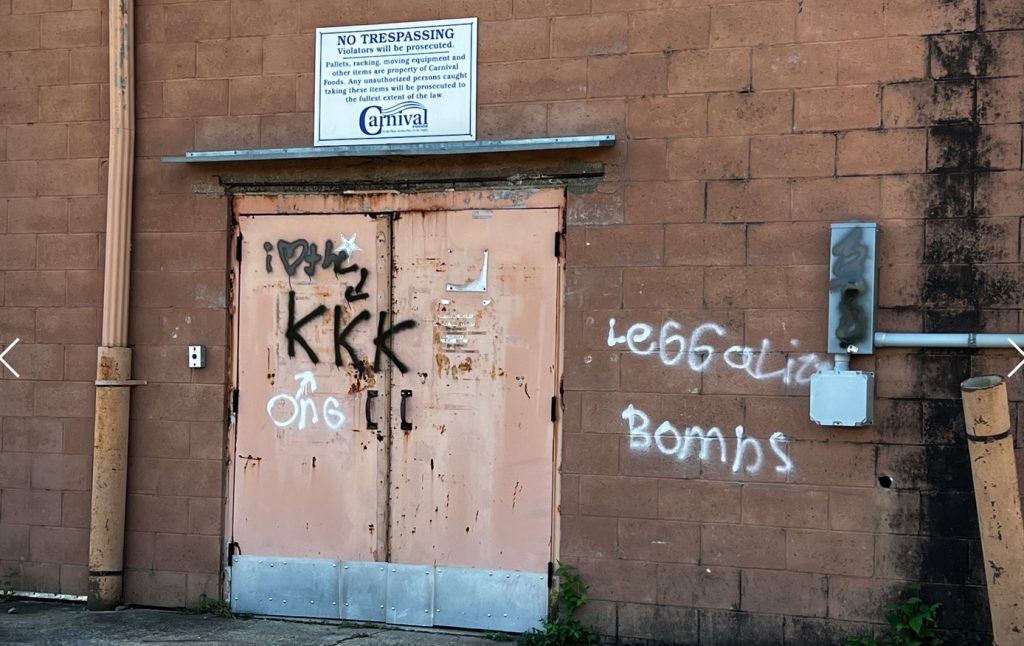 NO TRESPASSING
Violators will be prosecuted.
Pallets, racking, moving equipment and
other items are property of Carnival
Foods. Any unauthorized persons caught
taking these items will be prosecuted to
the fullest extent of the law.
Carnival
i the
KKK
ONG
LeGGaliz
Bombs